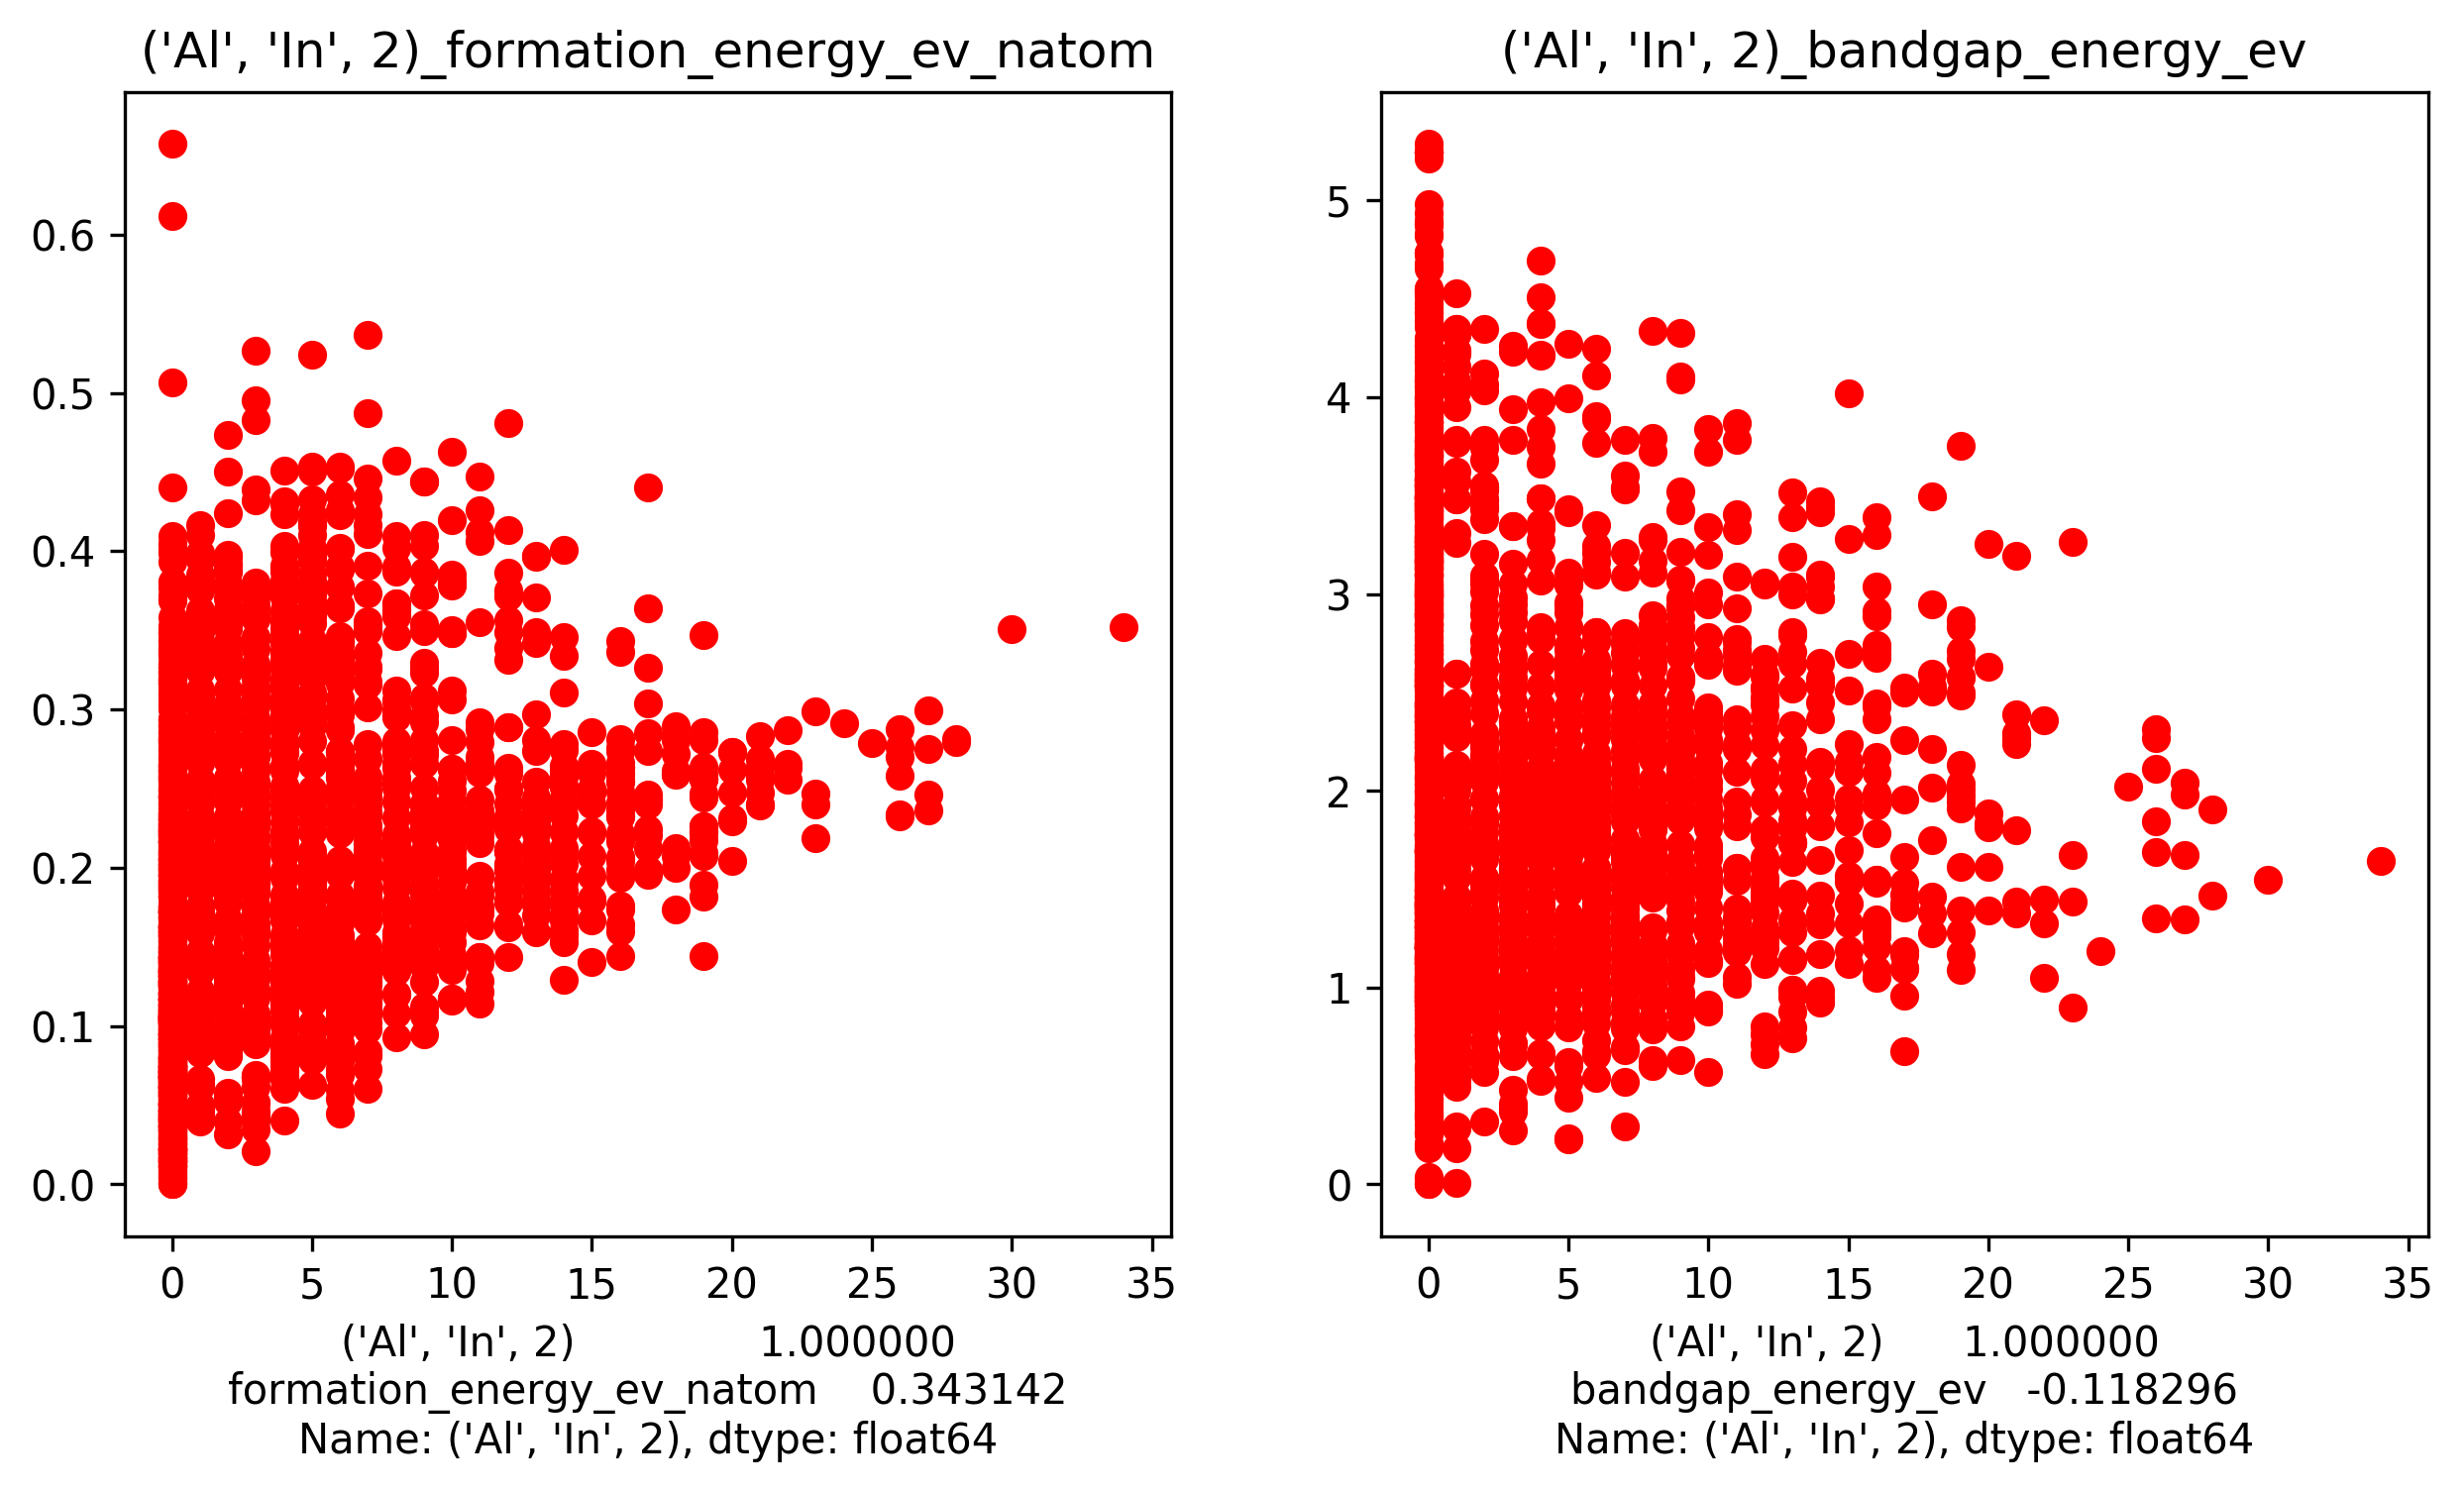 ('Al', 'In', 2)_formation_energy_ev_natom
0.6
0.5
0.4
0.3
0.2
0.1
0.0
0 5 10 15 20 25 30 35
('Al', 'In', 2) 1.000000
formation_energy_ev_natom 0.343142
Name: ('Al', 'In', 2), dtype: float64
('Al', 'In', 2)_bandgap_energy_ev
5
4
3
2
1
0
0 5 10 15 20 25 30 35
('Al', 'In', 2) 1.000000
bandgap_energy_ev -0.118296
Name: ('Al', 'In', 2), dtype: float64